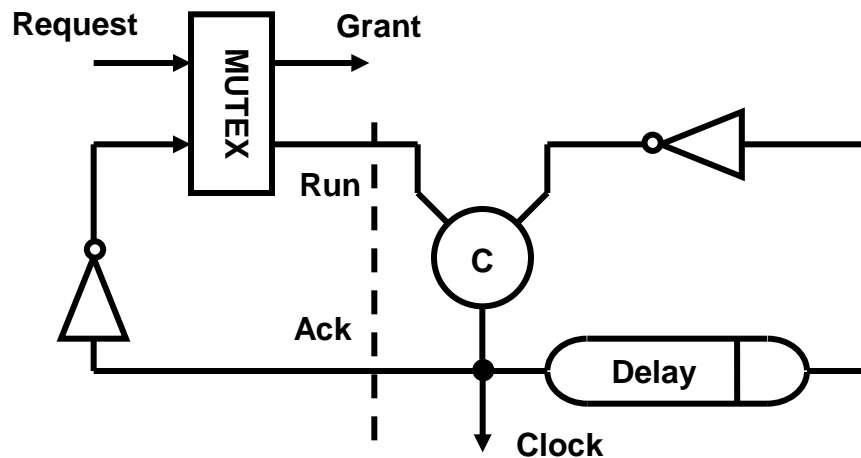 Request
Grant
MUTEX
Run
C
Ack
Delay
Clock